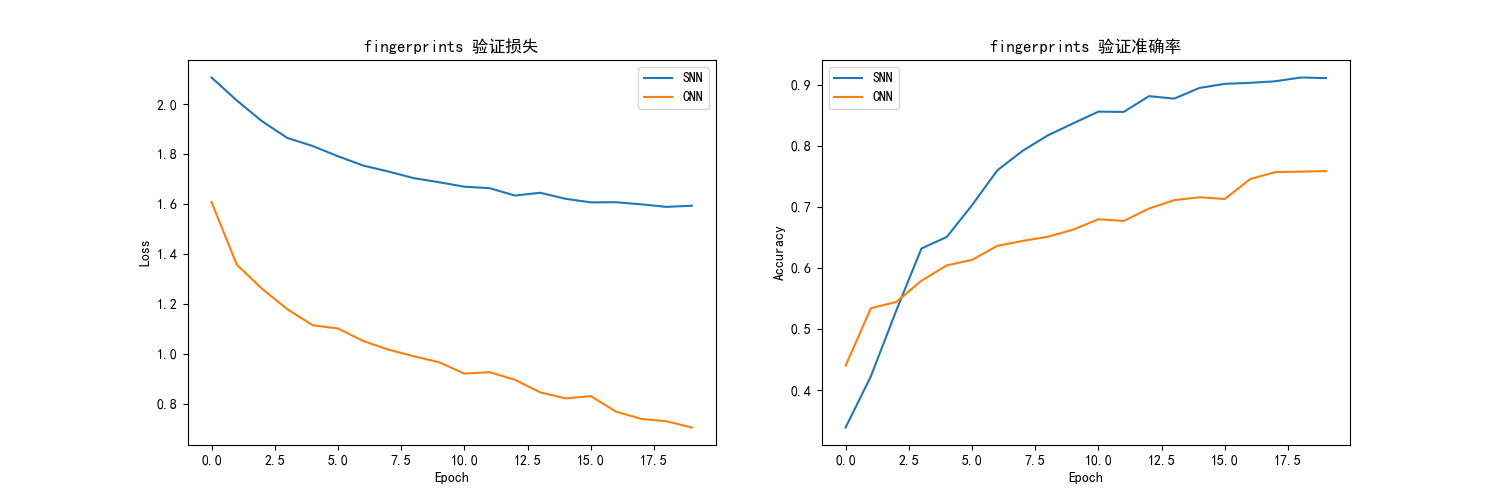 fingerprints 验证损失
SNN
CNN
2.0
1.8
1.6
1.4
1.2
1.0
0.8
Loss
0.0 2.5 5.0 7.5 10.0 12.5 15.0 17.5
Epoch
fingerprints 验证准确率
SNN
CNN
0.9
0.8
0.7
0.6
0.5
0.4
Accuracy
0.0 2.5 5.0 7.5 10.0 12.5 15.0 17.5
Epoch